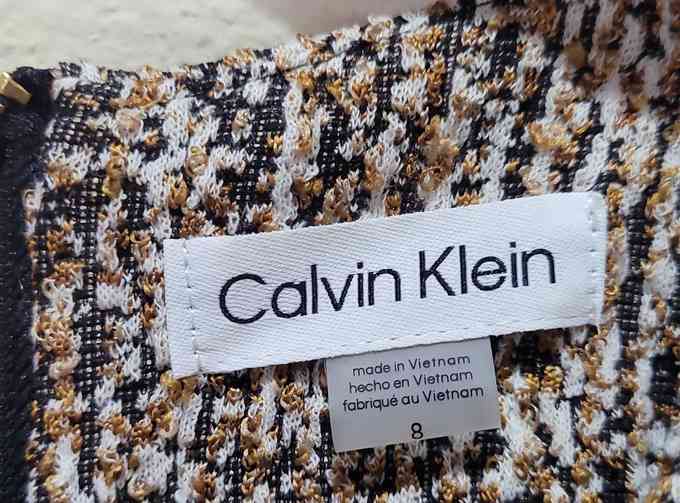 Calvin Klein
made in Vietnam
hecho en Vietnam
fabriqué au Vietnam
8